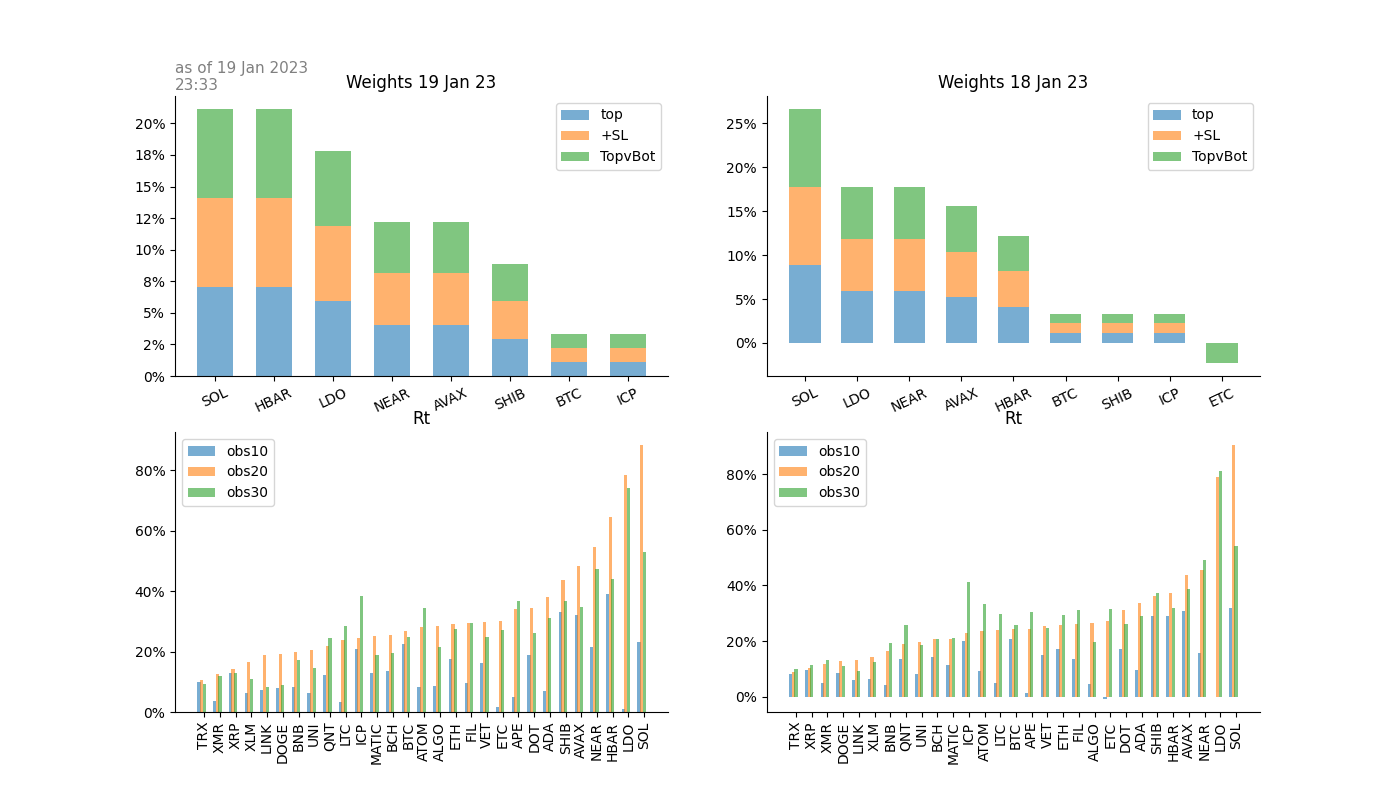 as of 19 Jan 2023
23:33
Weights 19 Jan 23
20%
18%
15%
12%
10%
8%
5%
2%
0%
top
+SL
TopvBot
SOL HBAR LDO NEAR AVAX SHIB BTC ICP
Weights 18 Jan 23
25%
20%
15%
10%
5%
0%
top
+SL
TopvBot
SOL LDO NEAR AVAX HBAR BTC SHIB ICP ETC
Rt
80%
60%
40%
20%
0%
obs10
obs20
obs30
TRX XMR XRP XLM LINK DOGE BNB UNI QNT LTC ICP MATIC BCH BTC ATOM ALGO ETH FIL VET ETC APE DOT ADA SHIB AVAX NEAR HBAR LDO SOL
Rt
80%
60%
40%
20%
0%
obs10
obs20
obs30
TRX XRP XMR DOGE LINK XLM BNB QNT UNI BCH MATIC ICP ATOM LTC BTC APE VET ETH FIL ALGO ETC DOT ADA SHIB HBAR AVAX NEAR LDO SOL